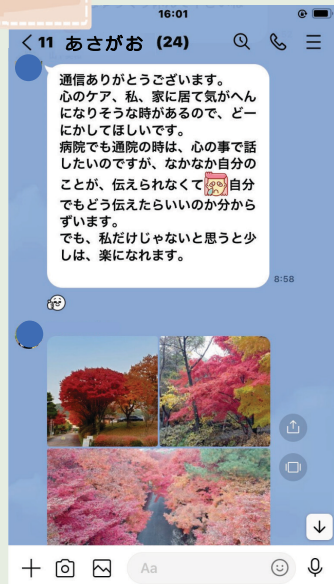 16:01
11 あさがお (24)
通信ありがとうございます。
心のケア、私、家に居て気がへん
になりそうな時があるので、どー
にかしてほしいです。
病院でも通院の時は、心の事で話
したいのですが、なかなか自分の
ことが、伝えられなくて自分
でもどう伝えたらいいのか分から
ずいます。
でも、私だけじゃないと思うと少
しは、楽になれます。
8:58
Aa